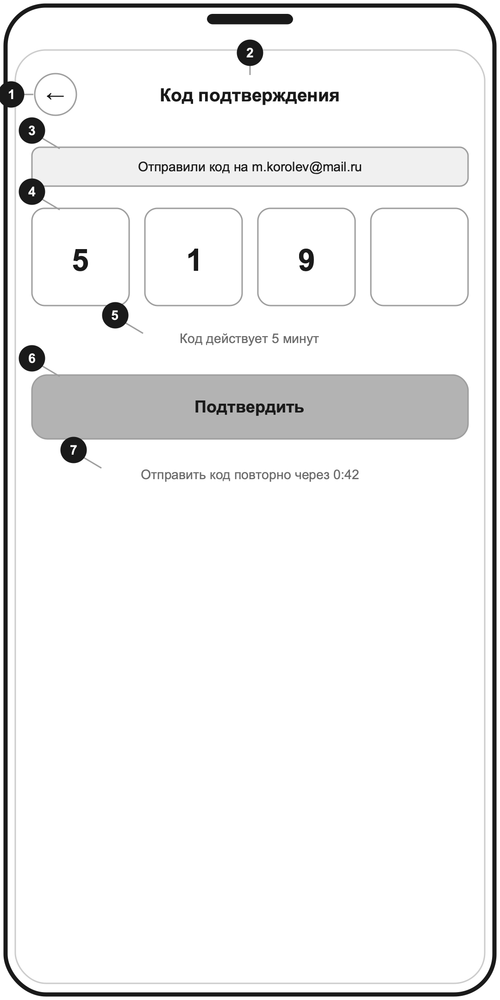 2
1
←
Код подтверждения
3
Отправили код на m.korolev@mail.ru
4
5 1 9
5
Код действует 5 минут
6
Подтвердить
7
Отправить код повторно через 0:42